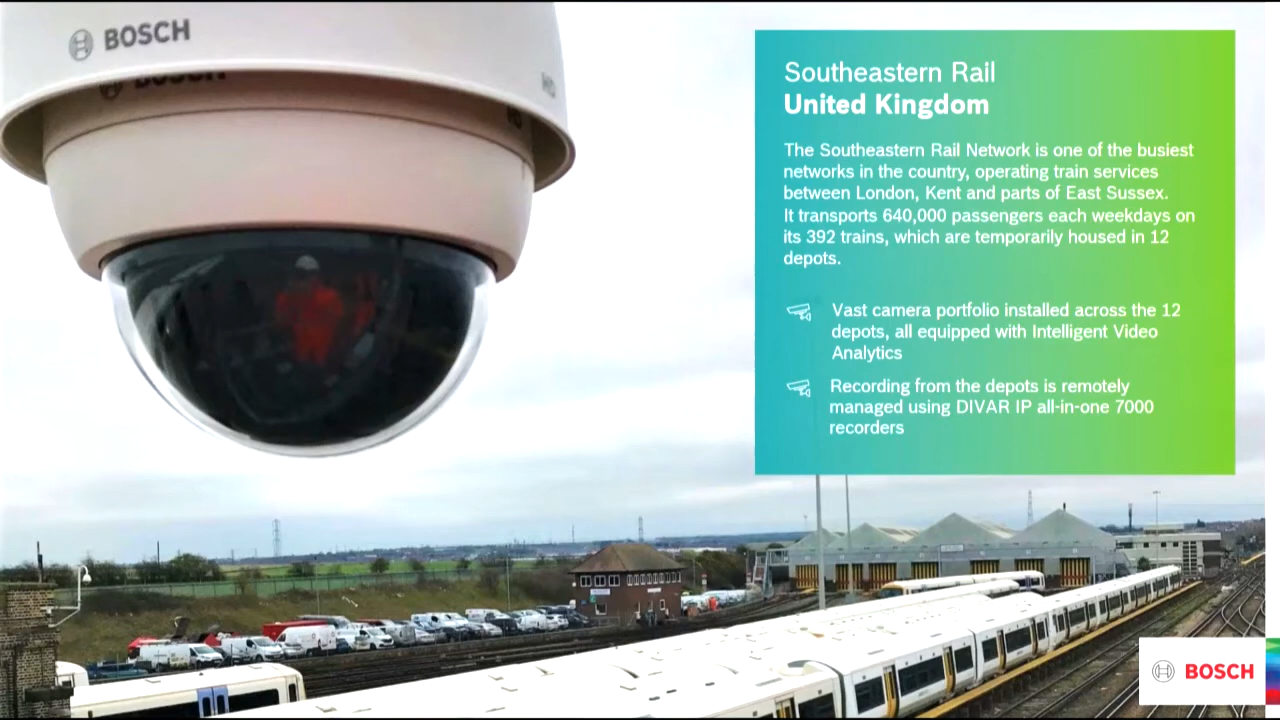 BOSCH
BOSCH
HD
Southeastern Rail
United Kingdom
The Southeastern Rail Network is one of the busiest
networks in the country, operating train services
between London, Kent and parts of East Sussex.
It transports 640,000 passengers each weekdays on
its 392 trains, which are temporarily housed in 12
depots.
Vast camera portfolio installed across the 12
depots, all equipped with Intelligent Video
Analytics
Recording from the depots is remotely
managed using DIVAR IP all-in-one 7000
recorders
BOSCH